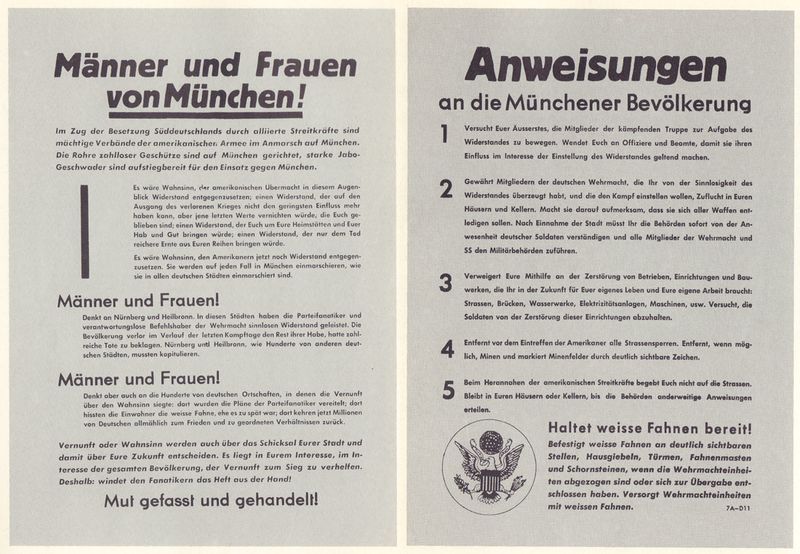 Männer und Frauen
von München!
Im Zug der Besetzung Süddeutschlands durch alliierte Streitkräfte sind
mächtige Verbände der amerikanischer. Armee im Anmarsch auf München.
Die Rohre zahlloser Geschütze sind auf München gerichtet, starke Jabo-
Geschwader sind aufstiegbereit für den Einsatz gegen München.
Es wäre Wahnsinn, der amerikanischen Übermacht in diesem Augen-
blick Widerstand entgegenzusetzen; einen Widerstand, der auf den
Ausgang des verlorenen Krieges nicht den geringsten Einfluss mehr
haben kann, aber jene letzten Werte vernichten würde, die Euch ge-
blieben sind; einen Widerstand, der Euch um Eure Heimstätten und Euer
Hab und Gut bringen würde; einen Widerstand, der nur dem Tod
reichere Ernte aus Euren Reihen bringen würde.
Es wäre Wahnsinn, den Amerikanern jetzt noch Widerstand entgegen-
zusetzen. Sie werden auf jeden Fall in München einmarschieren, wie
sie in allen deutschen Städten einmarschiert sind.
Männer und Frauen!
Denkt an Nürnberg und Heilbronn. In diesen Städten haben die Parteifanatiker und
verantwortungslose Befehlshaber der Wehrmacht sinnlosen Widerstand geleistet. Die
Bevölkerung verlor im Verlauf der letzten Kampftage den Rest ihrer Habe, hatte zahl-
reiche Tote zu beklagen. Nürnberg und Heilbronn, wie Hunderte von anderen deut-
schen Städten, mussten kapitulieren.
Männer und Frauen!
Denkt aber auch an die Hunderte von deutschen Ortschaften, in denen die Vernunft
über den Wahnsinn siegte: dort wurden die Pläne der Parteifanatiker vereitelt; dort
hissten die Einwohner die weisse Fahne, ehe es zu spät war; dort kehren jetzt Millionen
von Deutschen allmählich zum Frieden und zu geordneten Verhältnissen zurück.
Vernunft oder Wahnsinn werden auch über das Schicksal Eurer Stadt und
damit über Eure Zukunft entscheiden. Es liegt in Eurem Interesse, im In-
teresse der gesamten Bevölkerung, der Vernunft zum Sieg zu verhelfen.
Deshalb: windet den Fanatikern das Heft aus der Hand!
Mut gefasst und gehandelt!
Anweisungen
an die Münchener Bevölkerung
1 Versucht Euer Äusserstes, die Mitglieder der kämpfenden Truppe zur Aufgabe des
Widerstandes zu bewegen. Wendet Euch an Offiziere und Beamte, damit sie ihren
Einfluss im Interesse der Einstellung des Widerstandes geltend machen.
2 Gewährt Mitgliedern der deutschen Wehrmacht, die Ihr von der Sinnlosigkeit des
Widerstandes überzeugt habt, und die den Kampf einstellen wollen, Zuflucht in Euren
Häusern und Kellern. Macht sie darauf aufmerksam, dass sie sich aller Waffen ent-
ledigen sollen. Nach Einnahme der Stadt müsst Ihr die Behörden sofort von der An-
wesenheit deutscher Soldaten verständigen und alle Mitglieder der Wehrmacht und
SS den Militärbehörden zuführen.
3 Verweigert Eure Mithilfe an der Zerstörung von Betrieben, Einrichtungen und Bau-
werken, die Ihr in der Zukunft für Euer eigenes Leben und Eure eigene Arbeit braucht:
Strassen, Brücken, Wasserwerke, Elektrizitätsanlagen, Maschinen, usw. Versucht, die
Soldaten von der Zerstörung dieser Einrichtungen abzuhalten.
4 Entfernt vor dem Eintreffen der Amerikaner alle Strassensperren. Entfernt, wenn mög-
lich, Minen und markiert Minenfelder durch deutlich sichtbare Zeichen.
5 Beim Herannahen der amerikanischen Streitkräfte begebt Euch nicht auf die Strassen.
Bleibt in Euren Häusern oder Kellern, bis die Behörden anderweitige Anweisungen
erteilen.
Haltet weisse Fahnen bereit!
Befestigt weisse Fahnen an deutlich sichtbaren
Stellen, Hausgiebeln, Türmen, Fahnenmasten
und Schornsteinen, wenn die Wehrmachteinhei-
ten abgezogen sind oder sich zur Übergabe ent-
schlossen haben. Versorgt Wehrmachteinheiten
mit weissen Fahnen.
7A-D11